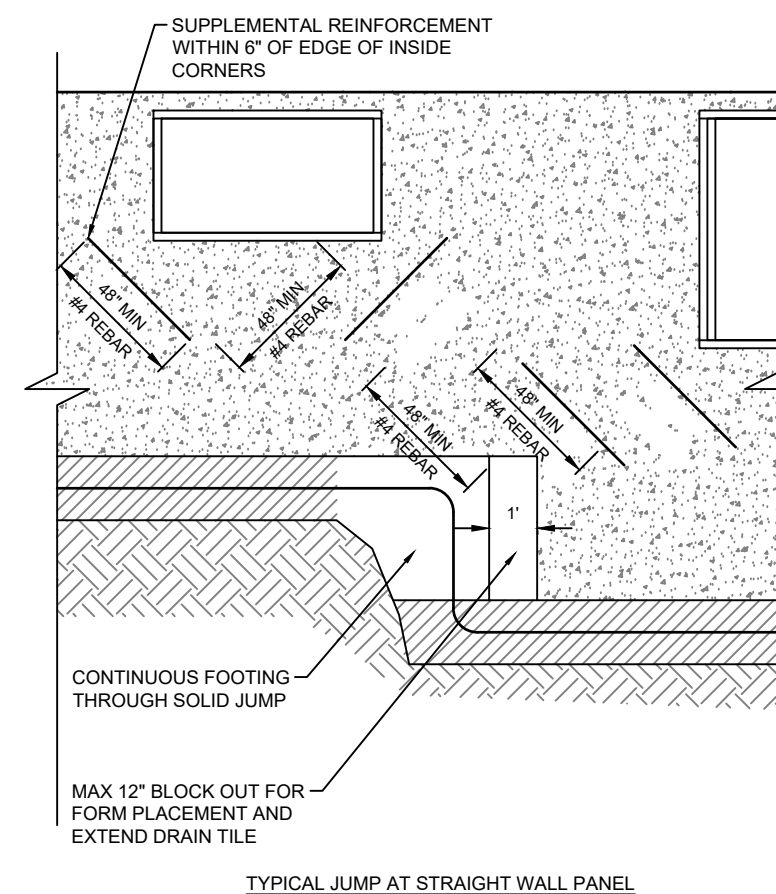 SUPPLEMENTAL REINFORCEMENT
WITHIN 6" OF EDGE OF INSIDE
CORNERS
48" MIN
#4 REBAR
48" MIN
#4 REBAR
48" MIN
#4 REBAR
48" MIN
#4 REBAR
1'
CONTINUOUS FOOTING
THROUGH SOLID JUMP
MAX 12" BLOCK OUT FOR
FORM PLACEMENT AND
EXTEND DRAIN TILE
TYPICAL JUMP AT STRAIGHT WALL PANEL